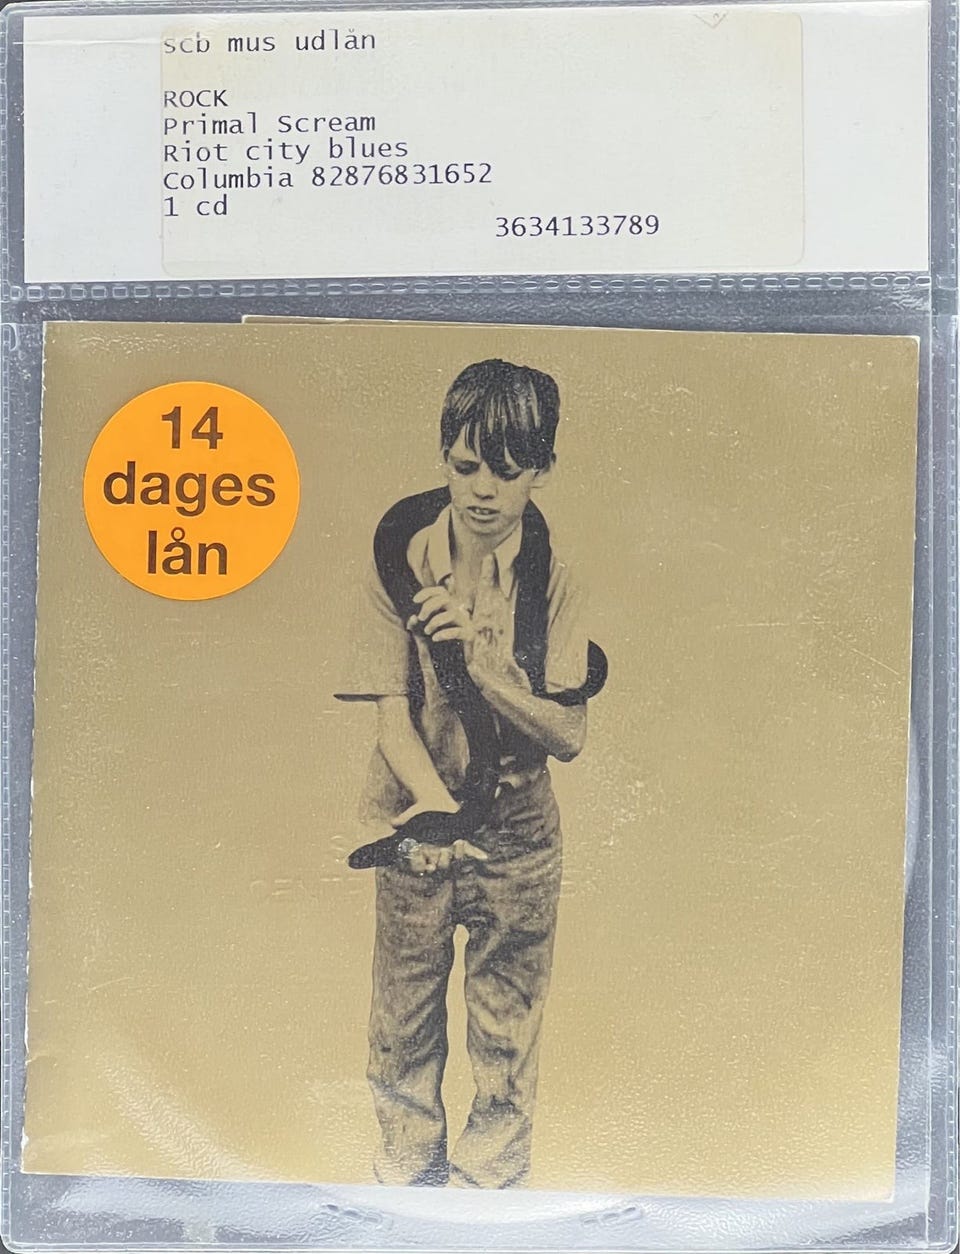 scb mus udlån
ROCK
Primal Scream
Riot city blues
Columbia 82876831652
1 cd
3634133789
14
dages
lån